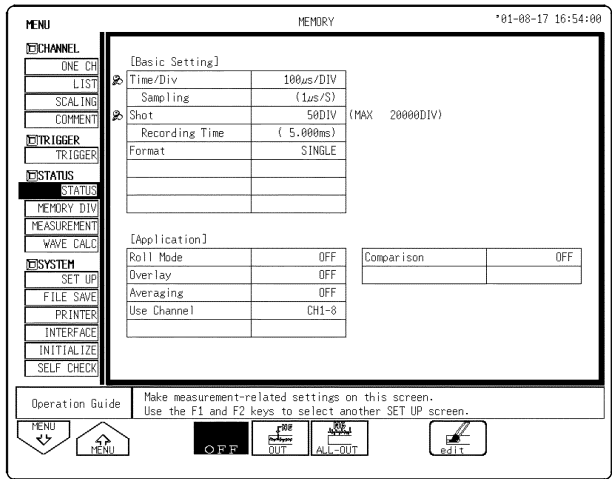 MENU MEMORY '01-08-17 16:54:00
CHANNEL
ONE CH
LIST
SCALING
COMMENT
TRIGGER
TRIGGER
STATUS
STATUS
MEMORY DIV
MEASUREMENT
WAVE CALC
SYSTEM
SET UP
FILE SAVE
PRINTER
INTERFACE
INITIALIZE
SELF CHECK
[Basic Setting]
Time/Div 100µs/DIV
Sampling (1µs/S)
Shot 50DIV (MAX 20000DIV)
Recording Time ( 5.000ms)
Format SINGLE
[Application]
Roll Mode OFF Comparison OFF
Overlay OFF
Averaging OFF
Use Channel CH1-8
Operation Guide
Make measurement-related settings on this screen.
Use the F1 and F2 keys to select another SET UP screen.
MENU MENU OFF OUT ALL-OUT edit